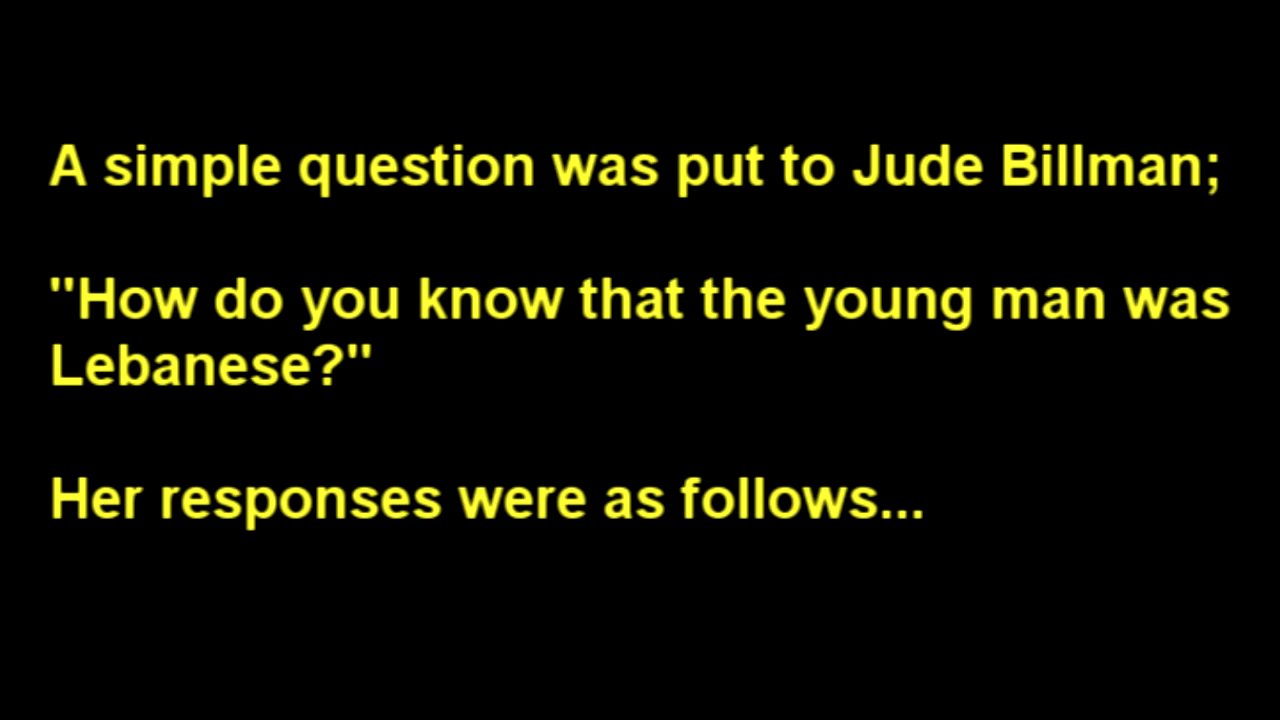 A simple question was put to Jude Billman;
"How do you know that the young man was
Lebanese?"
Her responses were as follows...